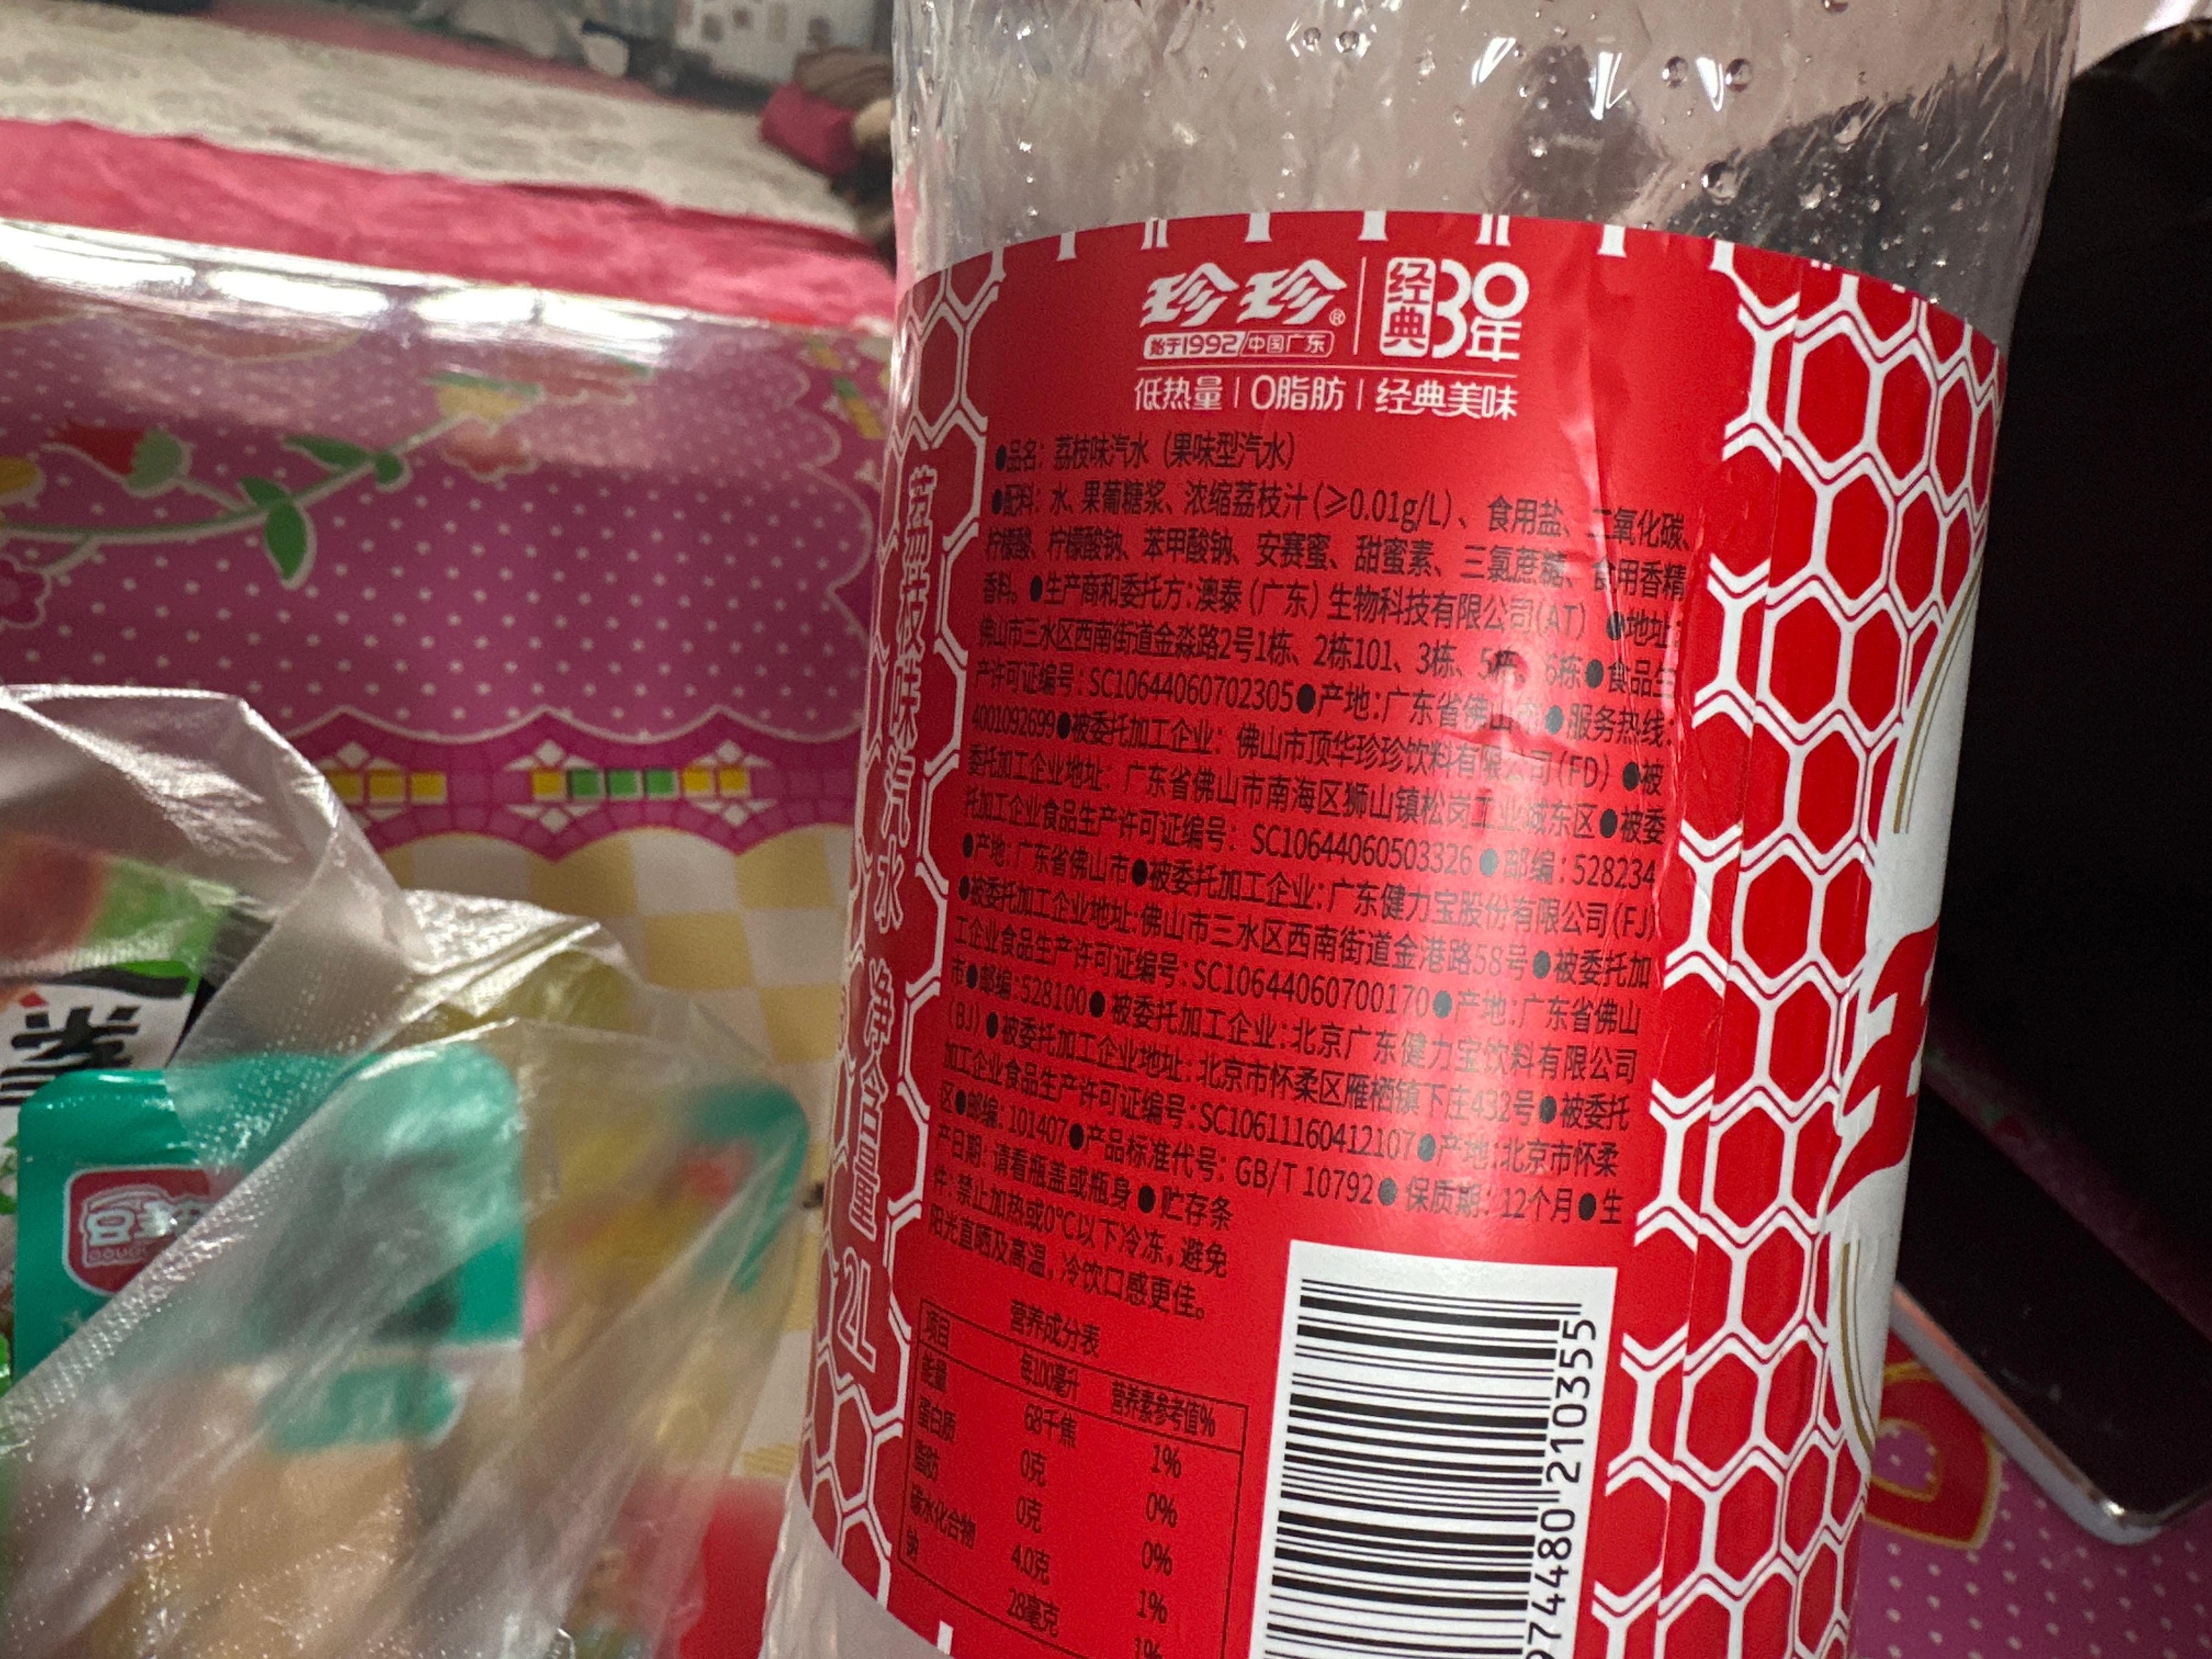 珍珍®
始于1992 中国广东
经典30年
低热量 | 0脂肪 | 经典美味
●品名：荔枝味汽水（果味型汽水）
●配料：水、果葡糖浆、浓缩荔枝汁（≥0.01g/L）、食用盐、二氧化碳、
柠檬酸、柠檬酸钠、苯甲酸钠、安赛蜜、甜蜜素、三氯蔗糖、食用香精
香料。●生产商和委托方：澳泰（广东）生物科技有限公司（AT）●地址：
佛山市三水区西南街道金淼路2号1栋、2栋101、3栋、5栋、6栋●食品生
产许可证编号：SC10644060702305●产地：广东省佛山市●服务热线：
4001092699●被委托加工企业：佛山市顶华珍珍饮料有限公司（FD）●被
委托加工企业地址：广东省佛山市南海区狮山镇松岗工业城东区●被委
托加工企业食品生产许可证编号：SC10644060503326●邮编：528234
●产地：广东省佛山市●被委托加工企业：广东健力宝股份有限公司（FJ）
●被委托加工企业地址：佛山市三水区西南街道金港路58号●被委托加
工企业食品生产许可证编号：SC10644060700170●产地：广东省佛山
市●邮编：528100●被委托加工企业：北京广东健力宝饮料有限公司
（BJ）●被委托加工企业地址：北京市怀柔区雁栖镇下庄432号●被委托
加工企业食品生产许可证编号：SC10611160412107●产地：北京市怀柔
区●邮编：101407●产品标准代号：GB/T 10792●保质期：12个月●生
产日期：请看瓶盖或瓶身●贮存条
件：禁止加热或0℃以下冷冻，避免
阳光直晒及高温，冷饮口感更佳。
营养成分表
项目 每100毫升 营养素参考值%
能量 68千焦 1%
蛋白质 0克 0%
脂肪 0克 0%
碳水化合物 4.0克 1%
钠 28毫克 1%
974480210355
荔枝味汽水 净含量 2L